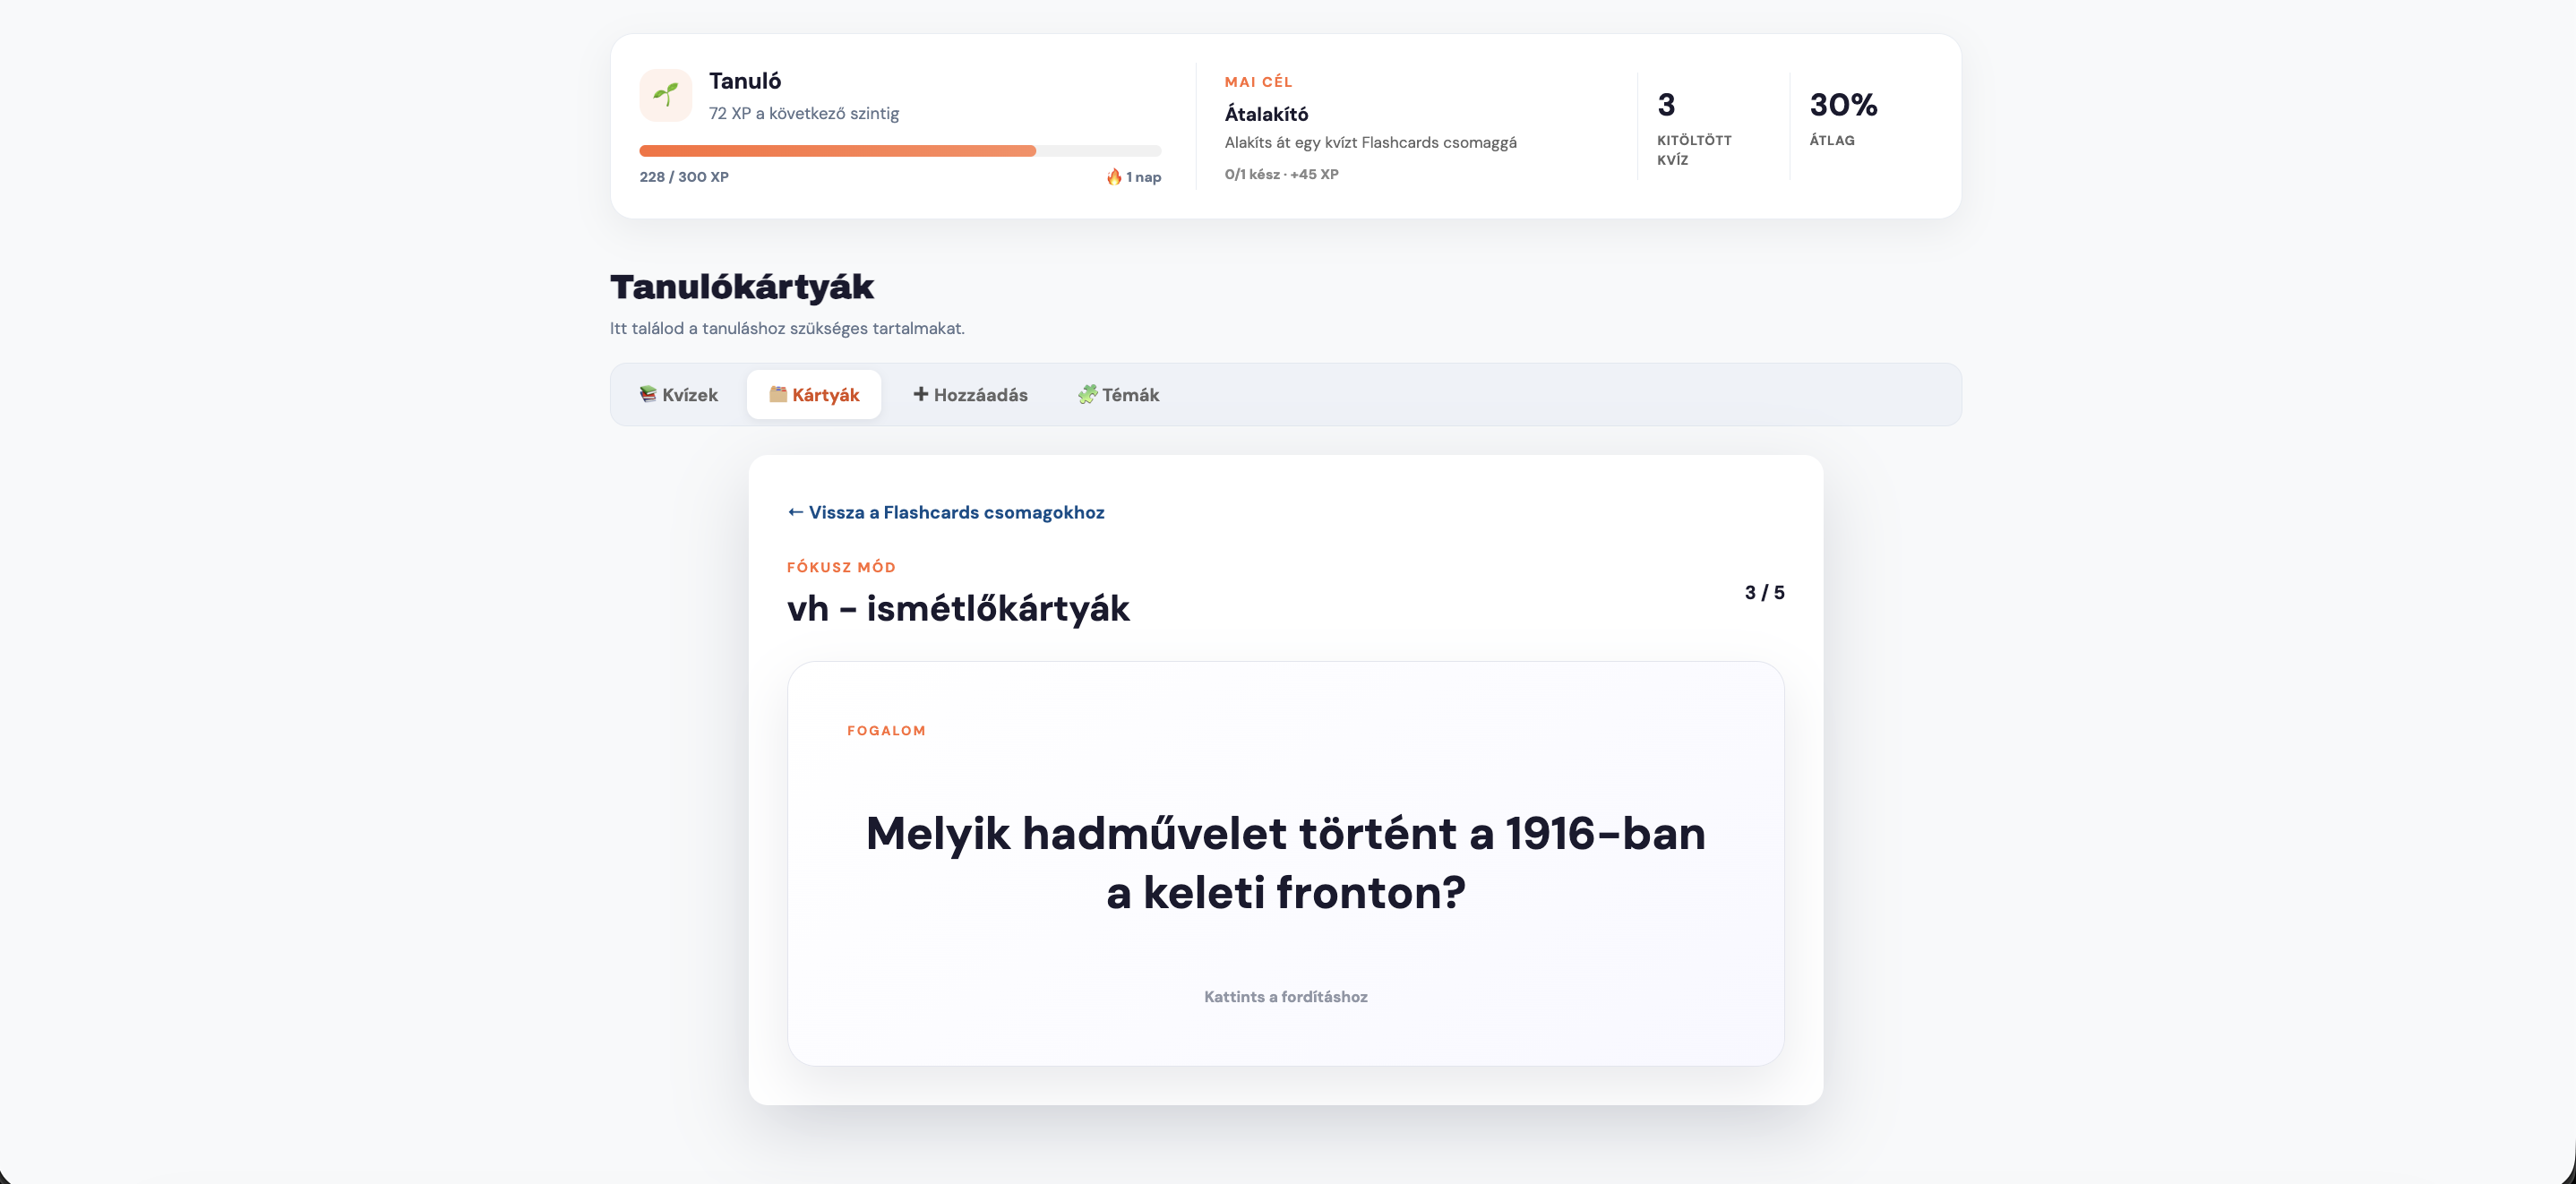 Tanuló
72 XP a következő szintig
228 / 300 XP
🔥 1 nap
MAI CÉL
Átalakító
Alakíts át egy kvízt Flashcards csomaggá
0/1 kész · +45 XP
3
KITÖLTÖTT
KVÍZ
30%
ÁTLAG
Tanulókártyák
Itt találod a tanuláshoz szükséges tartalmakat.
Kvízek
Kártyák
+ Hozzáadás
Témák
← Vissza a Flashcards csomagokhoz
FÓKUSZ MÓD
vh - ismétlőkártyák
3 / 5
FOGALOM
Melyik hadművelet történt a 1916-ban
a keleti fronton?
Kattints a fordításhoz